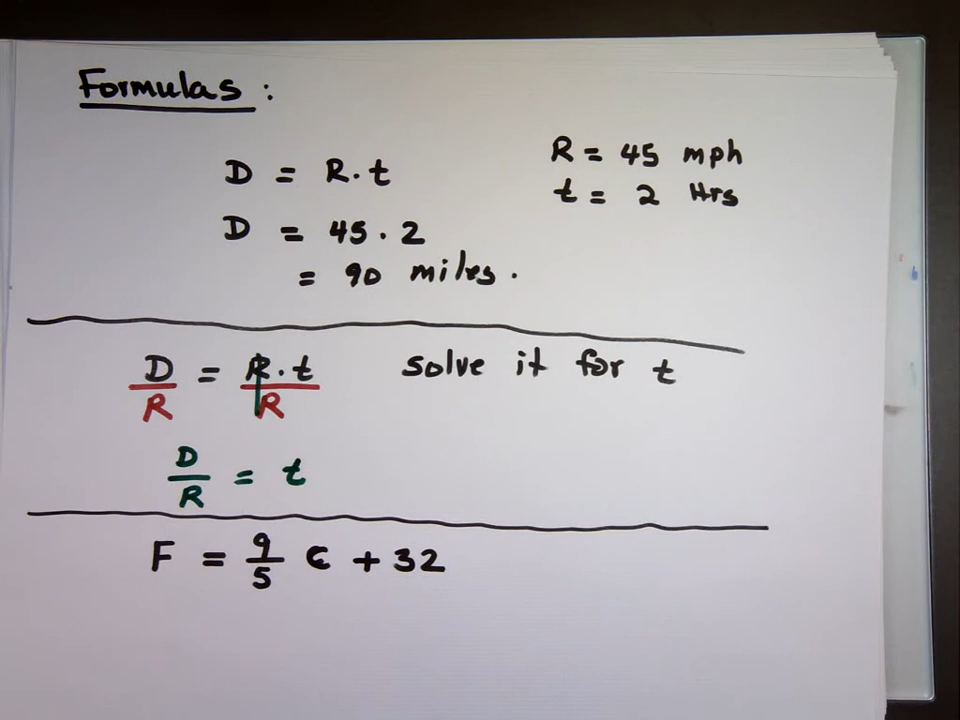 Formulas :
D = R.t
R = 45 mph
t = 2 Hrs
D = 45.2
= 90 miles.
D/R = R.t/R solve it for t
D/R = t
F = 9/5 C + 32